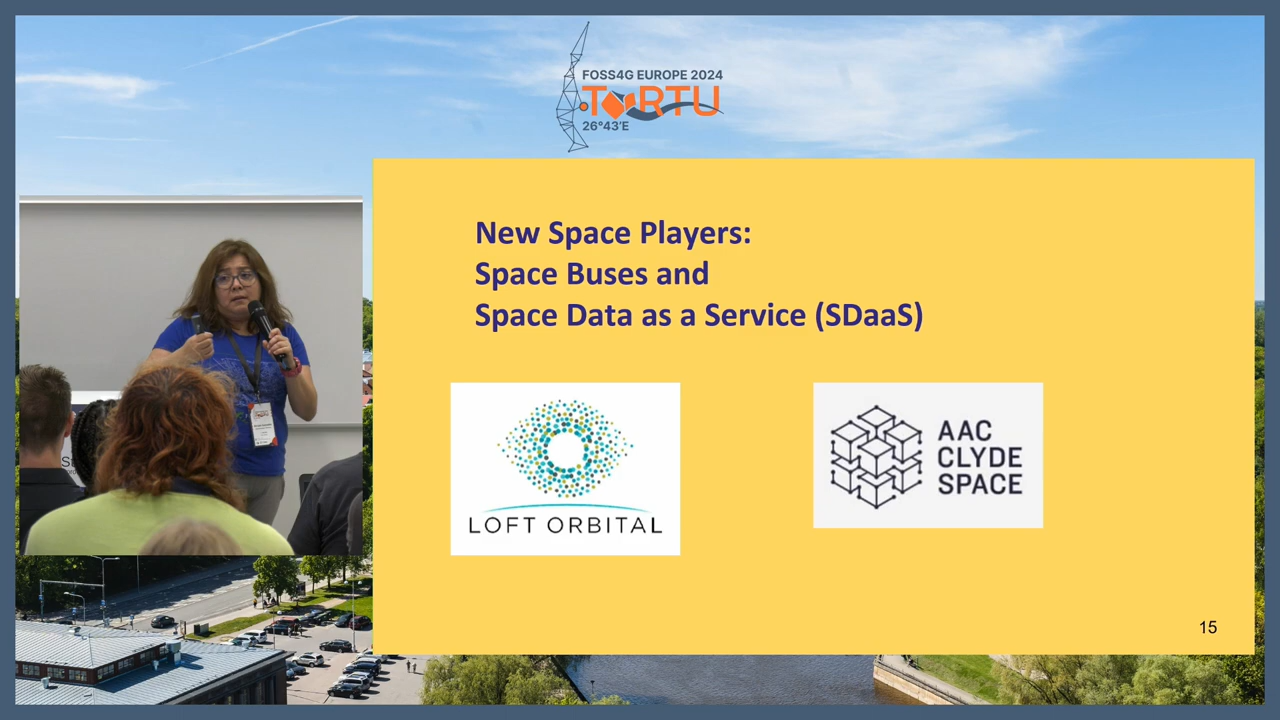 FOSS4G EUROPE 2024
TARTU
26°43'E
New Space Players:
Space Buses and
Space Data as a Service (SDaaS)
LOFT ORBITAL
AAC
CLYDE
SPACE
15